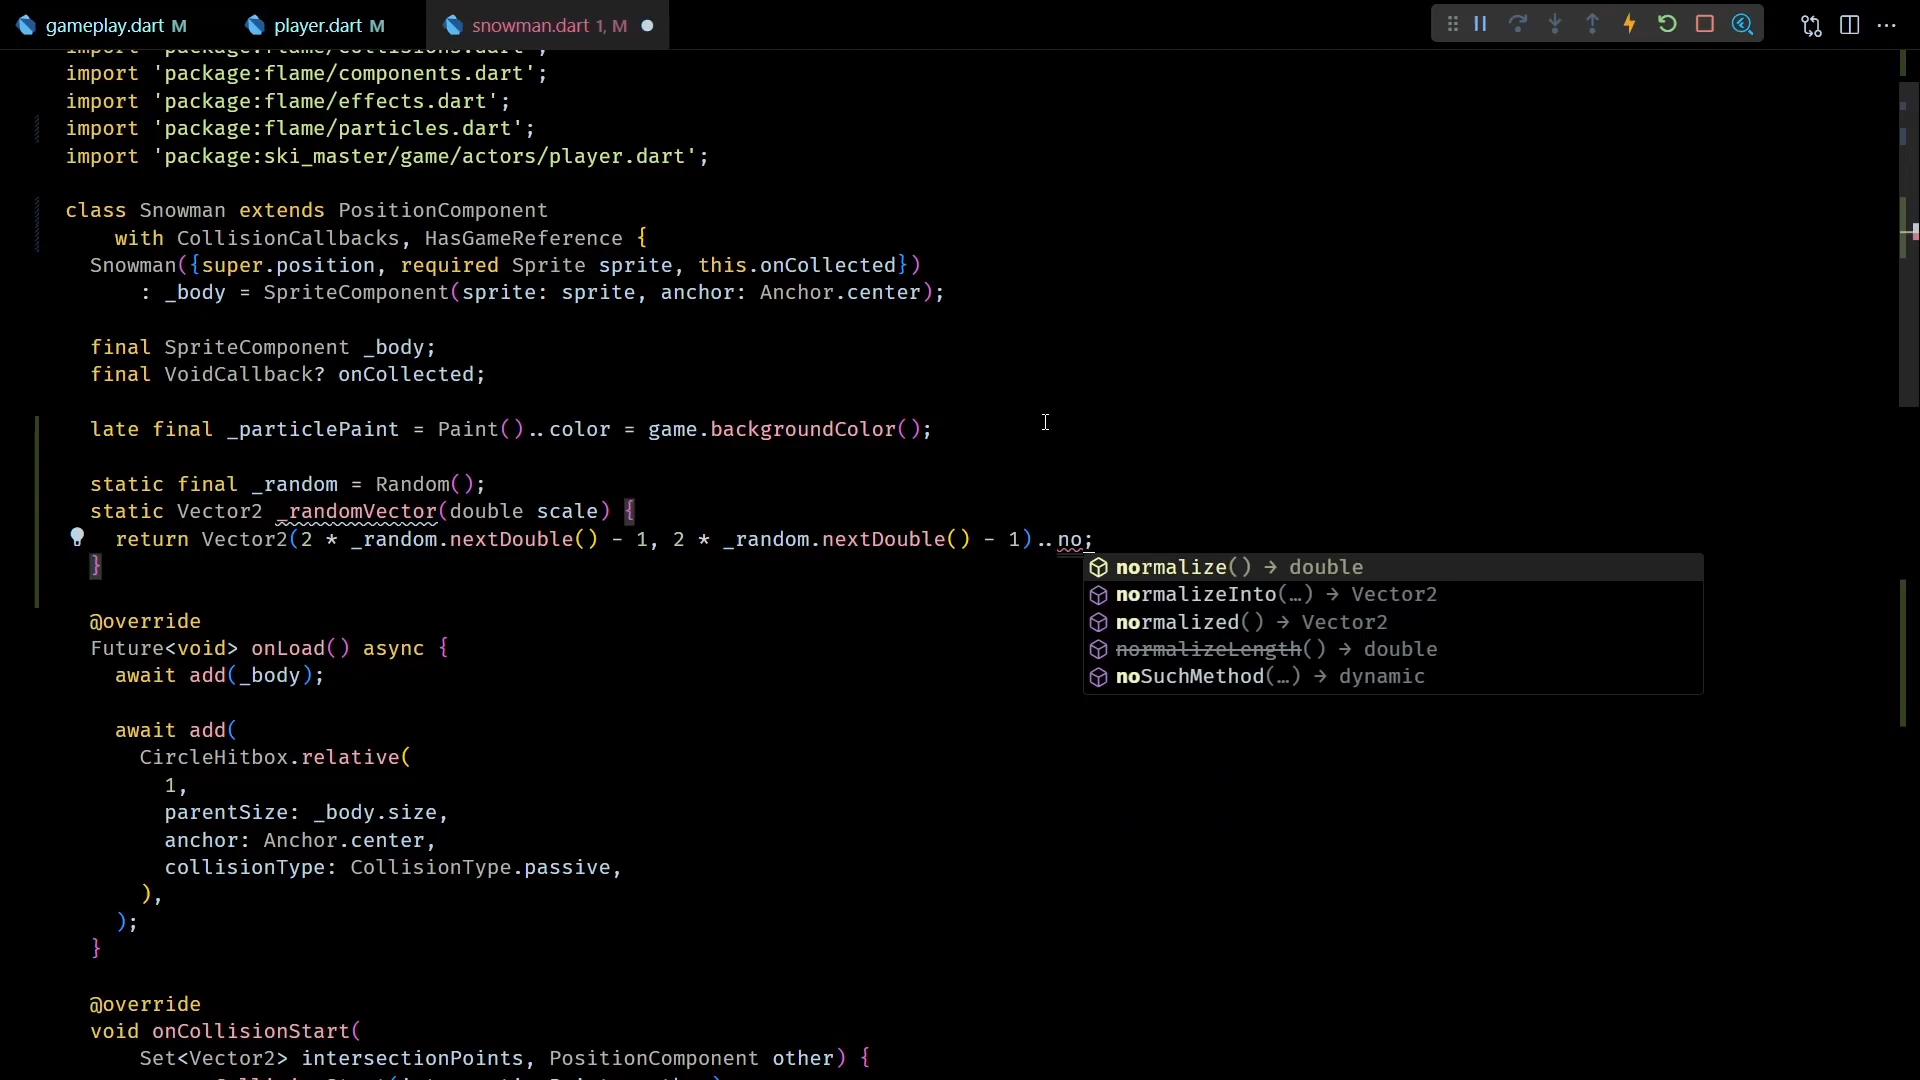 gameplay.dart M player.dart M snowman.dart 1, M
import 'package:flame/collisions.dart';
import 'package:flame/components.dart';
import 'package:flame/effects.dart';
import 'package:flame/particles.dart';
import 'package:ski_master/game/actors/player.dart';
class Snowman extends PositionComponent
with CollisionCallbacks, HasGameReference {
Snowman({super.position, required Sprite sprite, this.onCollected})
: _body = SpriteComponent(sprite: sprite, anchor: Anchor.center);
final SpriteComponent _body;
final VoidCallback? onCollected;
late final _particlePaint = Paint()..color = game.backgroundColor();
static final _random = Random();
static Vector2 _randomVector(double scale) {
return Vector2(2 * _random.nextDouble() - 1, 2 * _random.nextDouble() - 1)..no;
}
normalize() → double
normalizeInto(…) → Vector2
normalized() → Vector2
normalizeLength() → double
noSuchMethod(…) → dynamic
@override
Future<void> onLoad() async {
await add(_body);
await add(
CircleHitbox.relative(
1,
parentSize: _body.size,
anchor: Anchor.center,
collisionType: CollisionType.passive,
),
);
}
@override
void onCollisionStart(
Set<Vector2> intersectionPoints, PositionComponent other) {